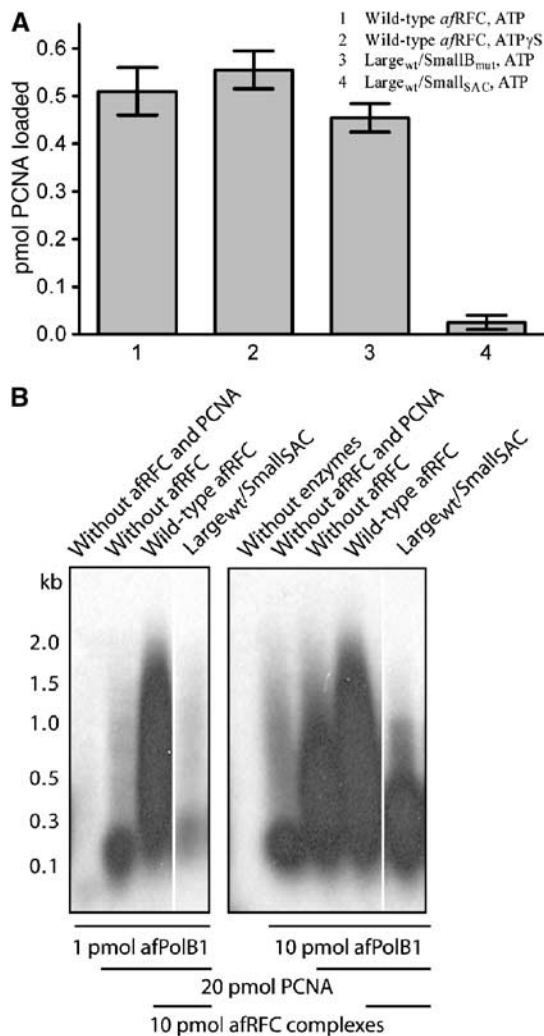 A
1 Wild-type afRFC, ATP
2 Wild-type afRFC, ATPγS
3 Largewt/SmallBmut, ATP
4 Largewt/SmallSAC, ATP
pmol PCNA loaded
0.6
0.5
0.4
0.3
0.2
0.1
0.0
1 2 3 4
B
Without afRFC and PCNA
Without afRFC
Wild-type afRFC
Largewt/SmallSAC
Without enzymes
Without afRFC and PCNA
Without afRFC
Wild-type afRFC
Largewt/SmallSAC
kb
2.0
1.5
1.0
0.5
0.3
0.1
1 pmol afPolB1 10 pmol afPolB1
20 pmol PCNA
10 pmol afRFC complexes